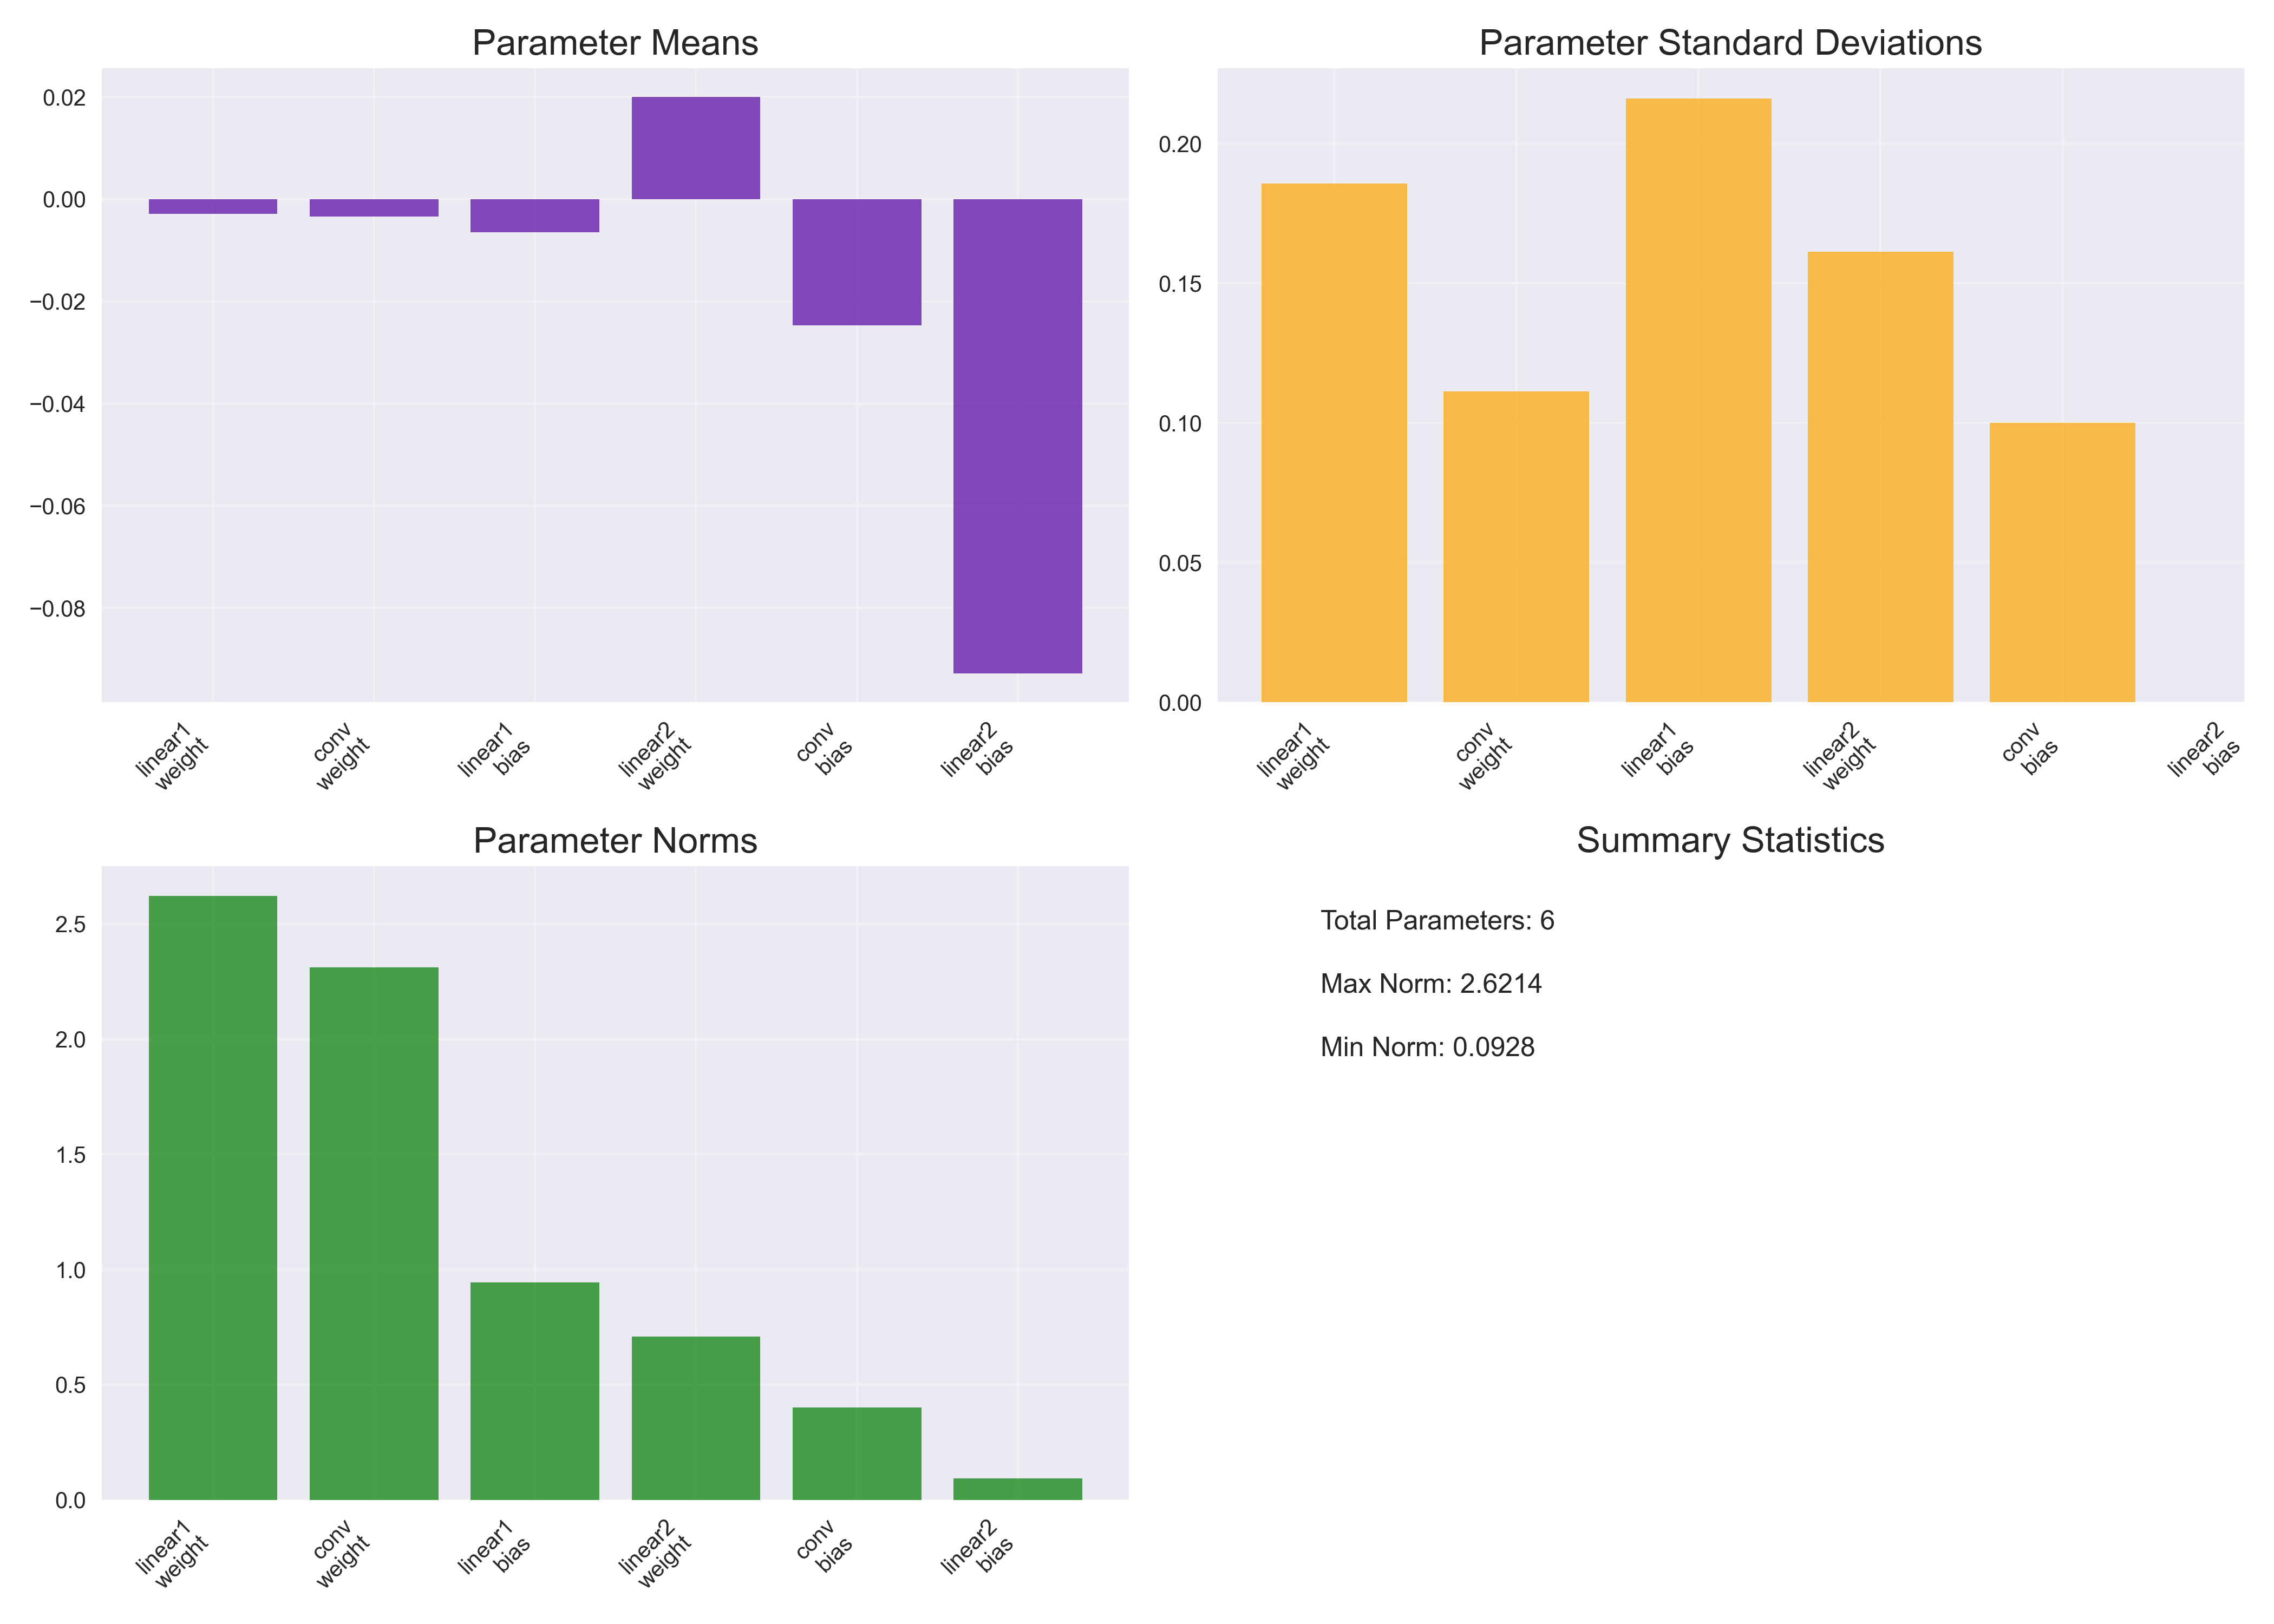 Parameter Means
0.02
0.00
−0.02
−0.04
−0.06
−0.08
linear1
weight
conv
weight
linear1
bias
linear2
weight
conv
bias
linear2
bias
Parameter Standard Deviations
0.20
0.15
0.10
0.05
0.00
linear1
weight
conv
weight
linear1
bias
linear2
weight
conv
bias
linear2
bias
Parameter Norms
2.5
2.0
1.5
1.0
0.5
0.0
linear1
weight
conv
weight
linear1
bias
linear2
weight
conv
bias
linear2
bias
Summary Statistics
Total Parameters: 6
Max Norm: 2.6214
Min Norm: 0.0928